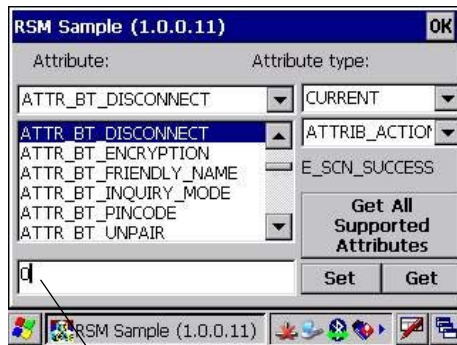 RSM Sample (1.0.0.11) OK
Attribute: Attribute type:
ATTR_BT_DISCONNECT CURRENT
ATTR_BT_DISCONNECT ATTRIB_ACTION
ATTR_BT_ENCRYPTION
ATTR_BT_FRIENDLY_NAME E_SCN_SUCCESS
ATTR_BT_INQUIRY_MODE
ATTR_BT_PINCODE
ATTR_BT_UNPAIR
Get All
Supported
Attributes
0
Set Get
RSM Sample (1.0.0.11)